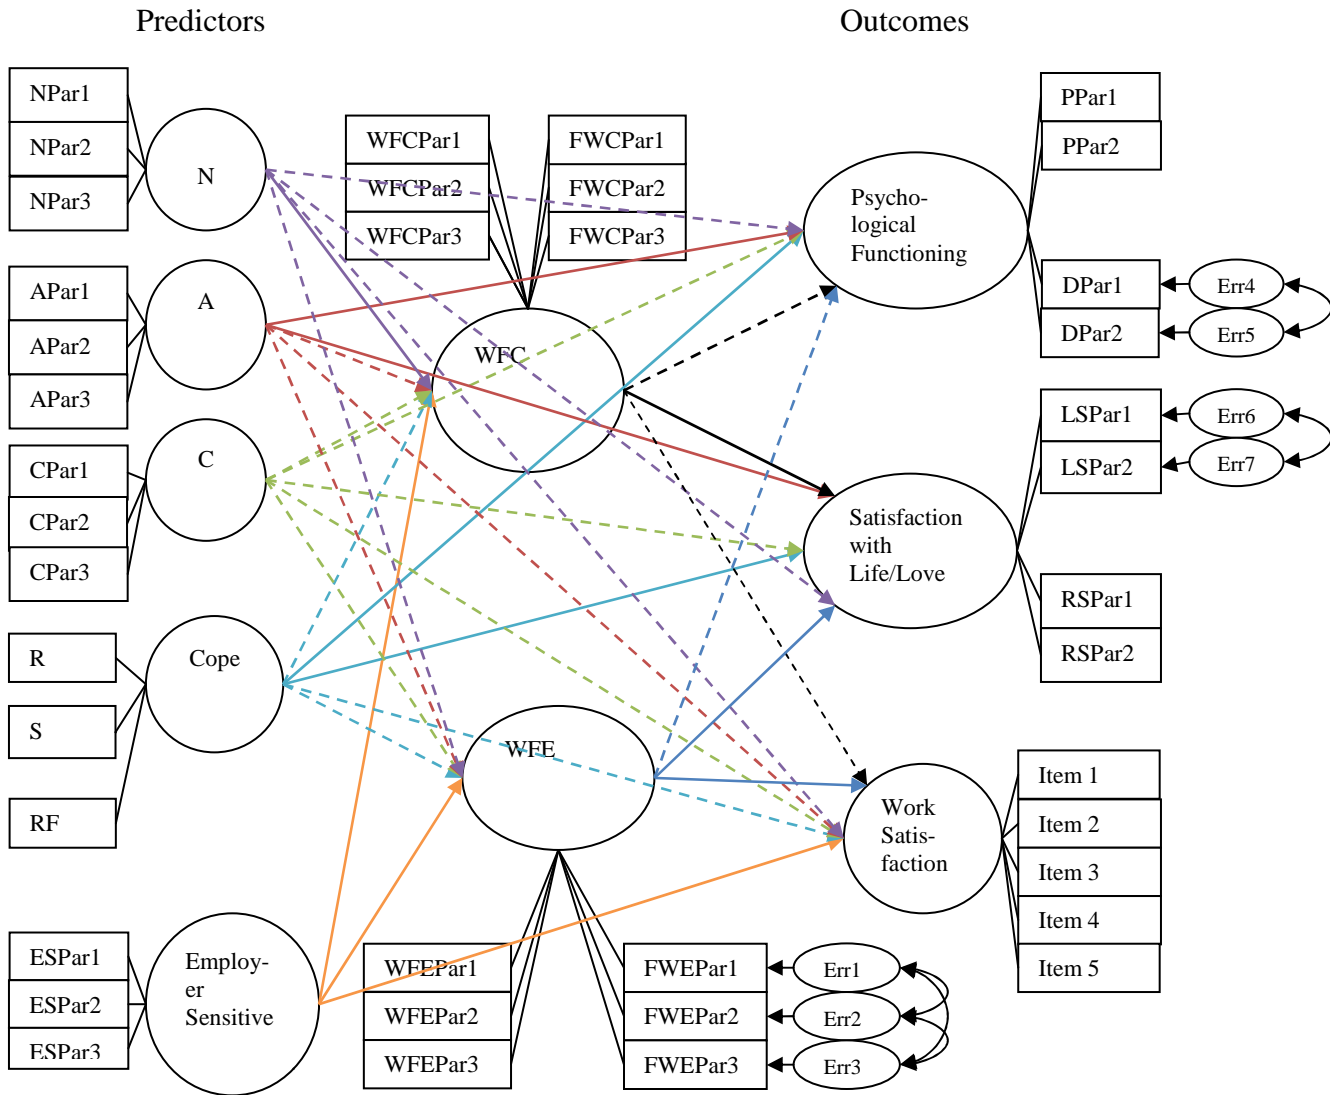 Predictors
Outcomes
NPar1
NPar2
NPar3
N
APar1
APar2
APar3
A
CPar1
CPar2
CPar3
C
R
S
RF
Cope
ESPar1
ESPar2
ESPar3
Employ-
er
Sensitive
WFCPar1
WFCPar2
WFCPar3
FWCPar1
FWCPar2
FWCPar3
WFC
WFE
WFEPar1
WFEPar2
WFEPar3
FWEPar1
FWEPar2
FWEPar3
Err1
Err2
Err3
Psycho-
logical
Functioning
PPar1
PPar2
DPar1
DPar2
Err4
Err5
Satisfaction
with
Life/Love
LSPar1
LSPar2
Err6
Err7
RSPar1
RSPar2
Work
Satis-
faction
Item 1
Item 2
Item 3
Item 4
Item 5